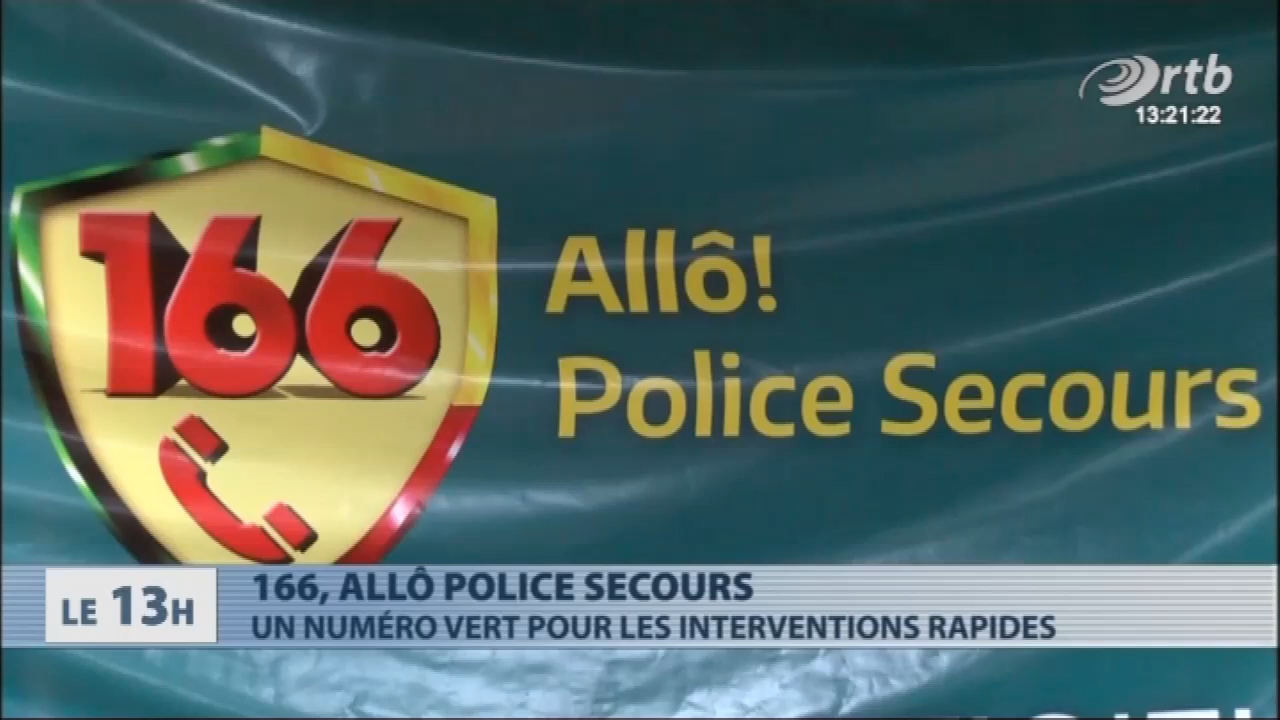 ortb
13:21:22
166
Allô!
Police Secours
LE 13H
166, ALLÔ POLICE SECOURS
UN NUMÉRO VERT POUR LES INTERVENTIONS RAPIDES